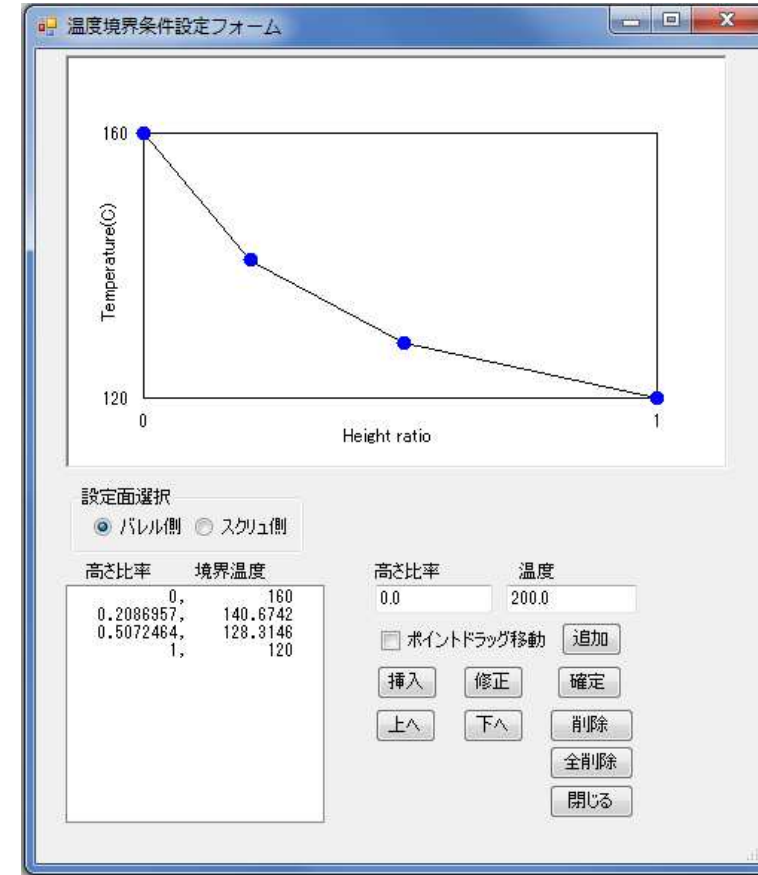 温度境界条件設定フォーム
160
Temperature(C)
120
0
1
Height ratio
設定面選択
バレル側 スクリュ側
高さ比率 境界温度
0, 160
0.2086957, 140.6742
0.5072464, 128.3146
1, 120
高さ比率 温度
0.0 200.0
ポイントドラッグ移動 追加
挿入 修正 確定
上へ 下へ 削除
全削除
閉じる